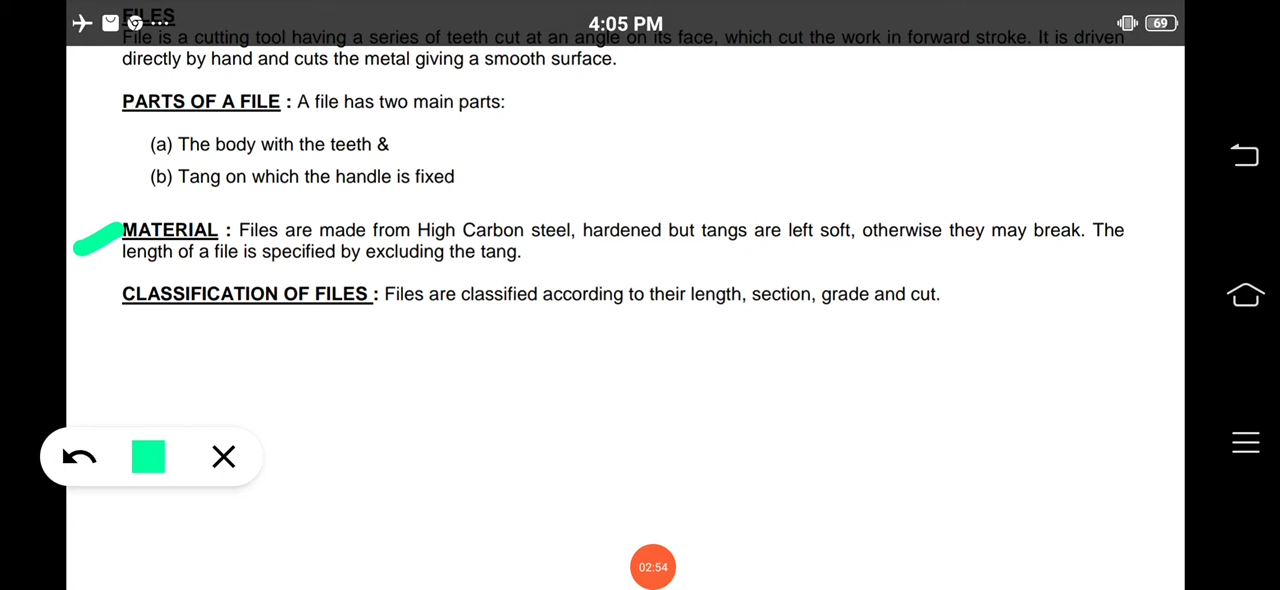 4:05 PM
69
FILES
File is a cutting tool having a series of teeth cut at an angle on its face, which cut the work in forward stroke. It is driven
directly by hand and cuts the metal giving a smooth surface.
PARTS OF A FILE : A file has two main parts:
(a) The body with the teeth &
(b) Tang on which the handle is fixed
MATERIAL : Files are made from High Carbon steel, hardened but tangs are left soft, otherwise they may break. The
length of a file is specified by excluding the tang.
CLASSIFICATION OF FILES : Files are classified according to their length, section, grade and cut.
02:54